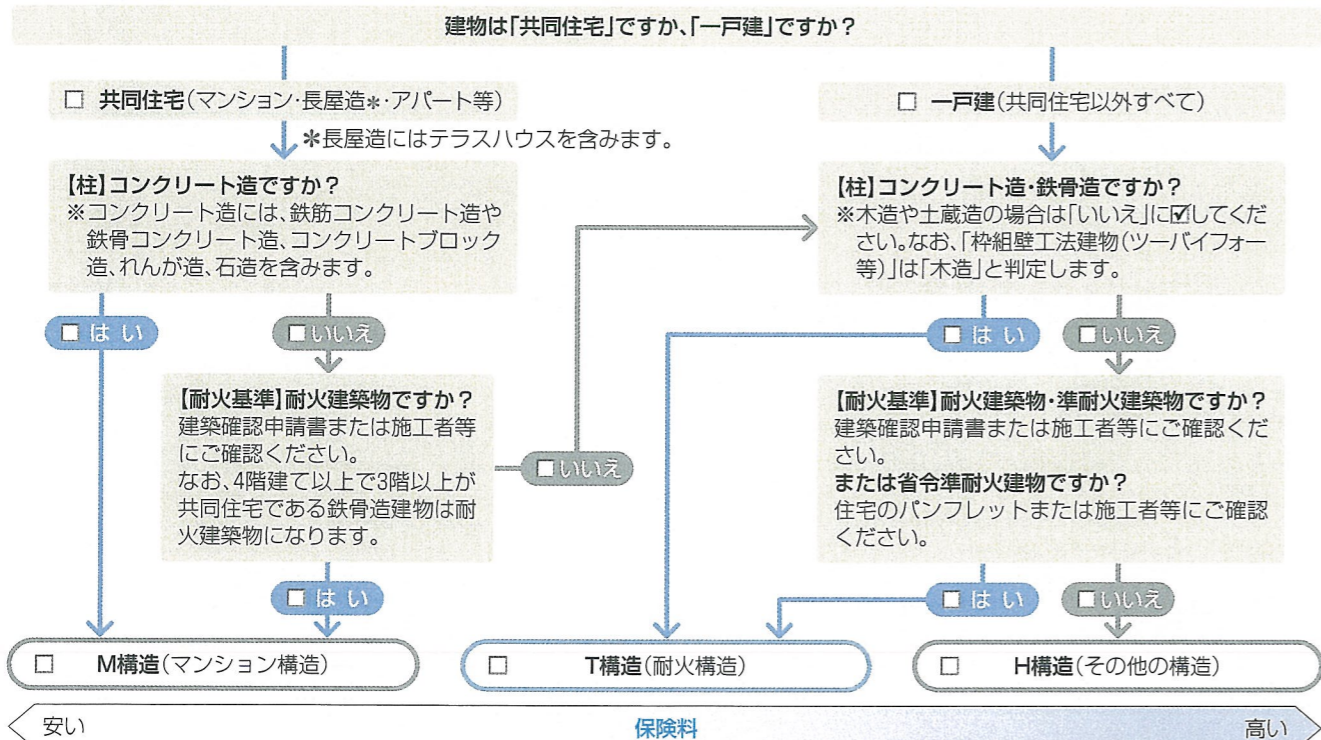 建物は「共同住宅」ですか、「一戸建」ですか？
□ 共同住宅(マンション・長屋造*・アパート等)
*長屋造にはテラスハウスを含みます。
【柱】コンクリート造ですか？
※コンクリート造には、鉄筋コンクリート造や
鉄骨コンクリート造、コンクリートブロック
造、れんが造、石造を含みます。
□ はい
□ いいえ
【耐火基準】耐火建築物ですか？
建築確認申請書または施工者等
にご確認ください。
なお、4階建て以上で3階以上が
共同住宅である鉄骨造建物は耐
火建築物になります。
□ いいえ
□ はい
□ 一戸建(共同住宅以外すべて)
【柱】コンクリート造・鉄骨造ですか？
※木造や土蔵造の場合は「いいえ」に☑してくだ
さい。なお、「枠組壁工法建物(ツーバイフォー
等)」は「木造」と判定します。
□ はい
□ いいえ
【耐火基準】耐火建築物・準耐火建築物ですか？
建築確認申請書または施工者等にご確認くだ
さい。
または省令準耐火建物ですか？
住宅のパンフレットまたは施工者等にご確認
ください。
□ はい
□ いいえ
□ M構造(マンション構造)
□ T構造(耐火構造)
□ H構造(その他の構造)
安い
保険料
高い